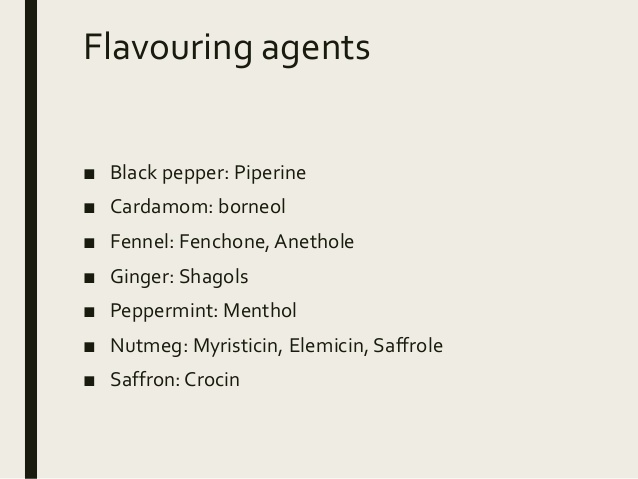 Flavouring agents
■ Black pepper: Piperine
■ Cardamom: borneol
■ Fennel: Fenchone, Anethole
■ Ginger: Shagols
■ Peppermint: Menthol
■ Nutmeg: Myristicin, Elemicin, Saffrole
■ Saffron: Crocin